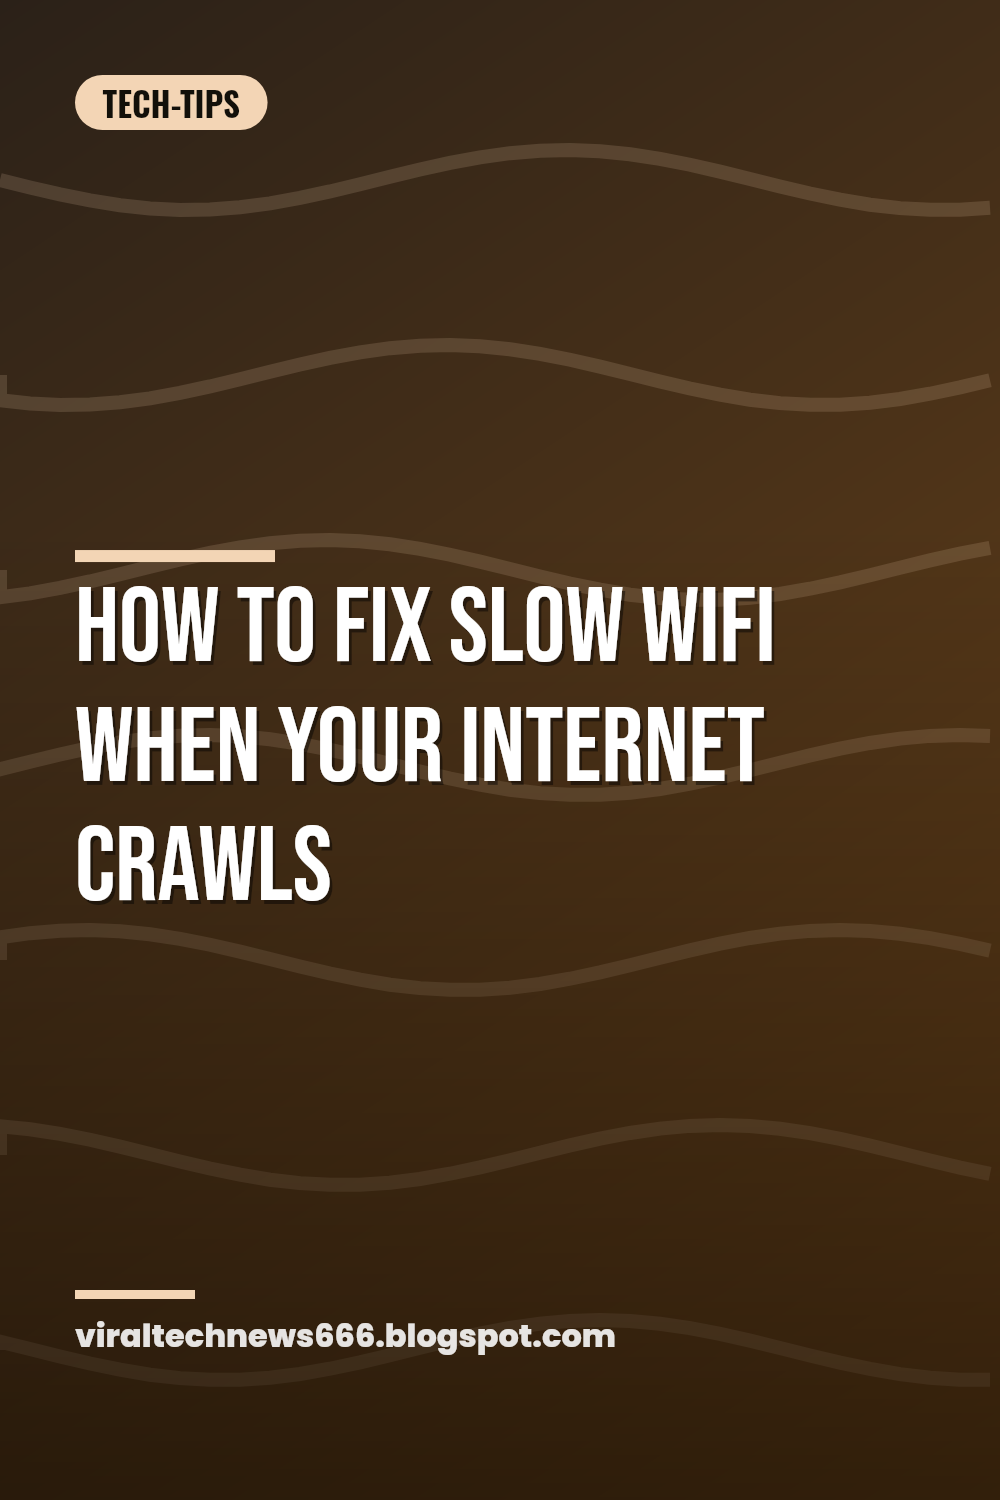 TECH-TIPS
HOW TO FIX SLOW WIFI
WHEN YOUR INTERNET
CRAWLS
viraltechnews666.blogspot.com